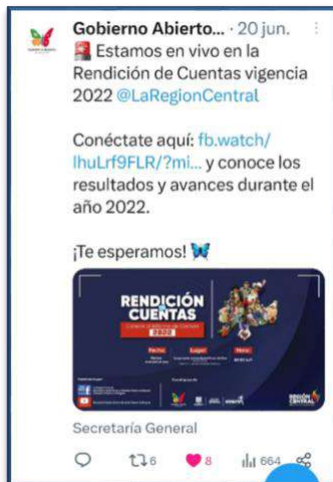 Gobierno Abierto... · 20 jun.
🚨 Estamos en vivo en la
Rendición de Cuentas vigencia
2022 @LaRegionCentral
Conéctate aquí: fb.watch/
lhuLrf9FLR/?mi... y conoce los
resultados y avances durante el
año 2022.
¡Te esperamos! 🦋
RENDICIÓN
DE
CUENTAS
2022
Fecha
Lugar
Hora
REGIÓN
CENTRAL
Secretaría General
6
8
664